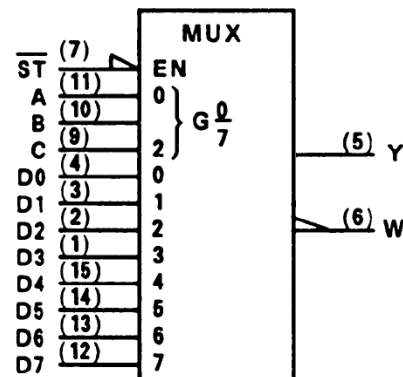 MUX
S̅T̅ (7) EN
A (11) 0
B (10) G 0/7
C (9) 2
(5) Y
D0 (4) 0
D1 (3) 1
D2 (2) 2
(6) W
D3 (1) 3
D4 (15) 4
D5 (14) 5
D6 (13) 6
D7 (12) 7